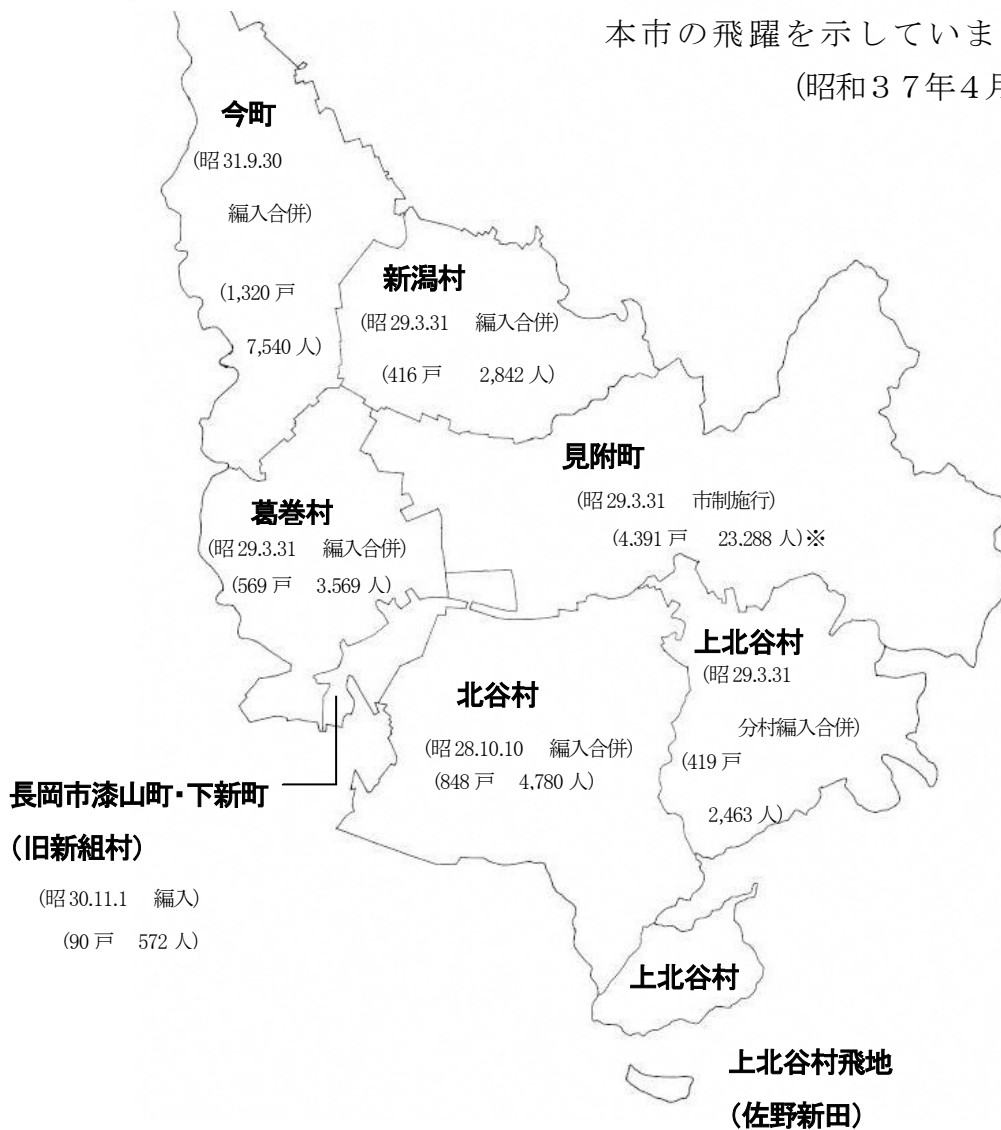 本市の飛躍を示していま
(昭和３７年４月
今町
(昭 31.9.30
編入合併)
(1,320 戸
7,540 人)
新潟村
(昭 29.3.31　編入合併)
(416 戸　2,842 人)
見附町
(昭 29.3.31　市制施行)
(4.391 戸　23.288 人)※
葛巻村
(昭 29.3.31　編入合併)
(569 戸　3.569 人)
上北谷村
(昭 29.3.31
分村編入合併)
(419 戸
2,463 人)
北谷村
(昭 28.10.10　編入合併)
(848 戸　4,780 人)
長岡市漆山町・下新町
（旧新組村）
(昭 30.11.1　編入)
(90 戸　572 人)
上北谷村
上北谷村飛地
（佐野新田）